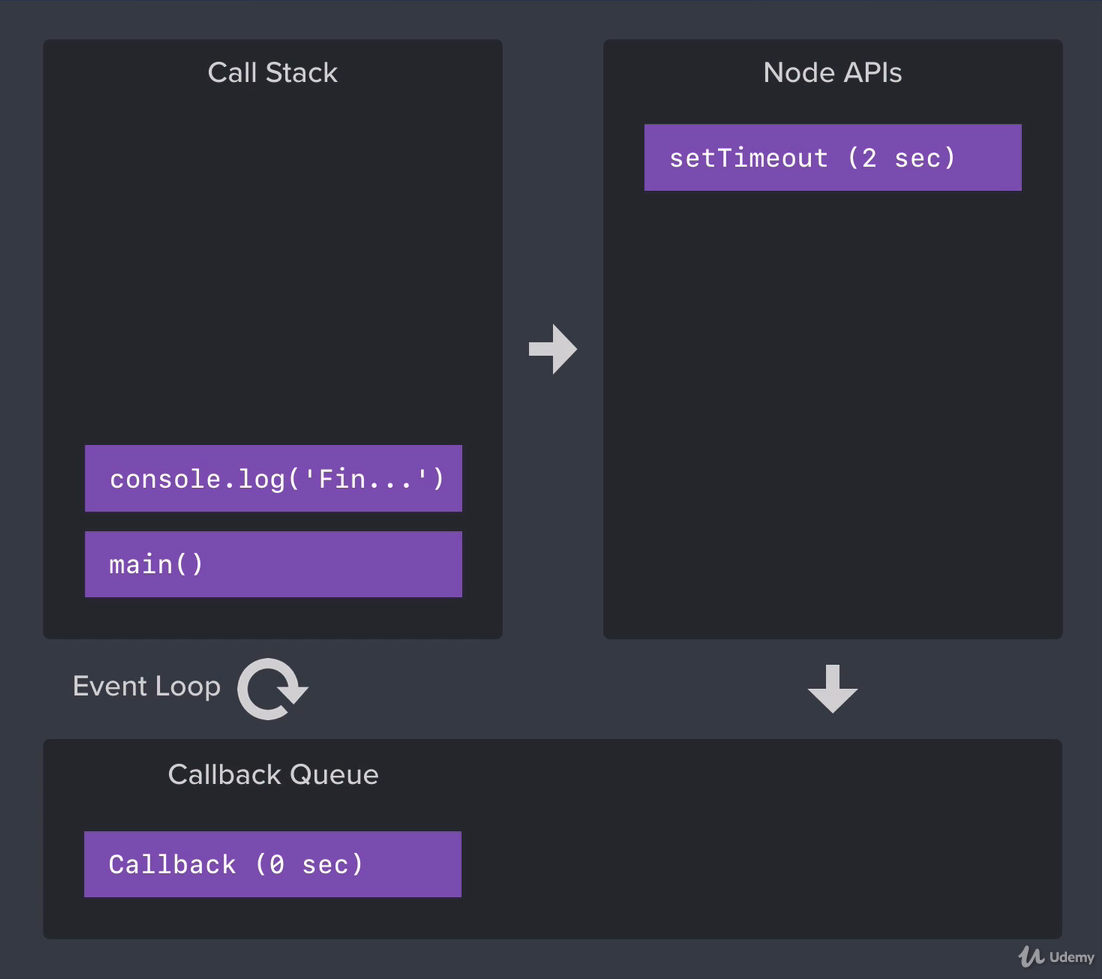 Call Stack
console.log('Fin...')
main()
Node APIs
setTimeout (2 sec)
Event Loop
Callback Queue
Callback (0 sec)
Udemy